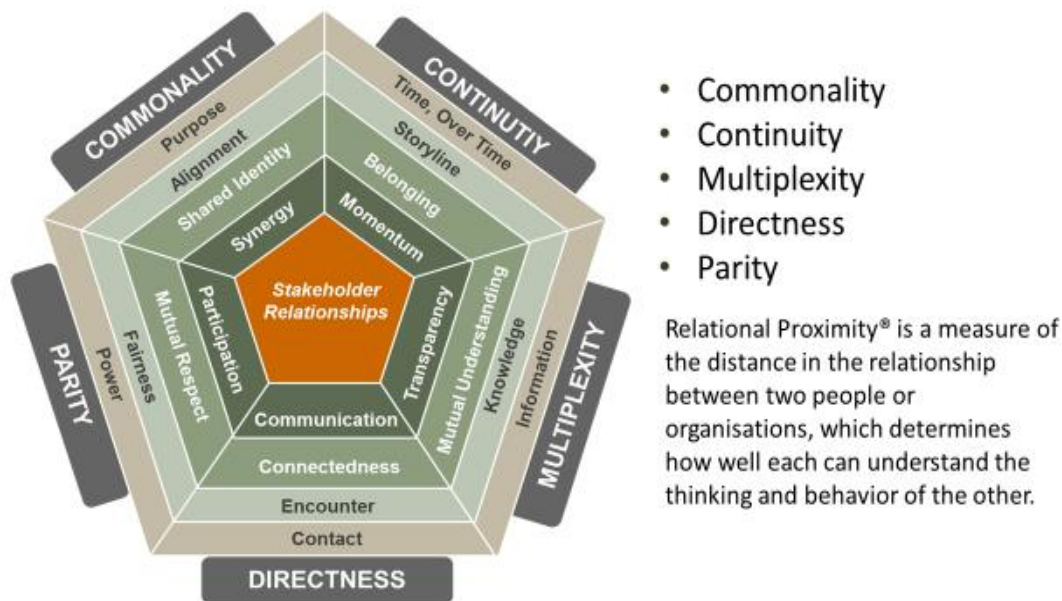 COMMONALITY
Purpose
Alignment
Shared Identity
Synergy
CONTINUTIY
Time, Over Time
Storyline
Belonging
Momentum
MULTIPLEXITY
Information
Knowledge
Mutual Understanding
Transparency
DIRECTNESS
Contact
Encounter
Connectedness
Communication
PARITY
Power
Fairness
Mutual Respect
Participation
Stakeholder
Relationships
• Commonality
• Continuity
• Multiplexity
• Directness
• Parity
Relational Proximity® is a measure of
the distance in the relationship
between two people or
organisations, which determines
how well each can understand the
thinking and behavior of the other.